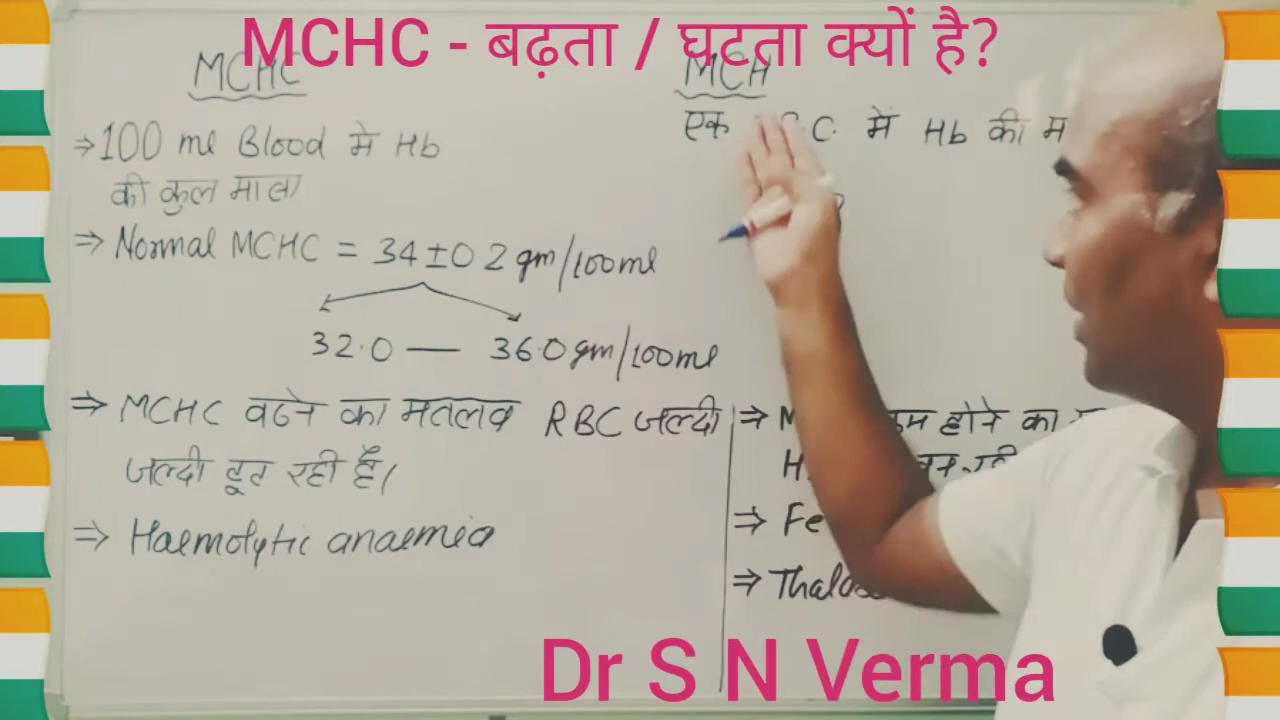 MCHC - बढ़ता / घटता क्यों है?
MCHC
⇒ 100 ml Blood मे Hb
की कुल मात्रा
⇒ Normal MCHC = 34 ± 0 2 gm/100ml
32.0 — 36.0 gm/100ml
⇒ MCHC बढने का मतलब RBC जल्दी
जल्दी टूट रही हैं।
⇒ Haemolytic anaemia
MCH
एक C. में Hb की
⇒ होने का
⇒ Fe
⇒
Dr S N Verma